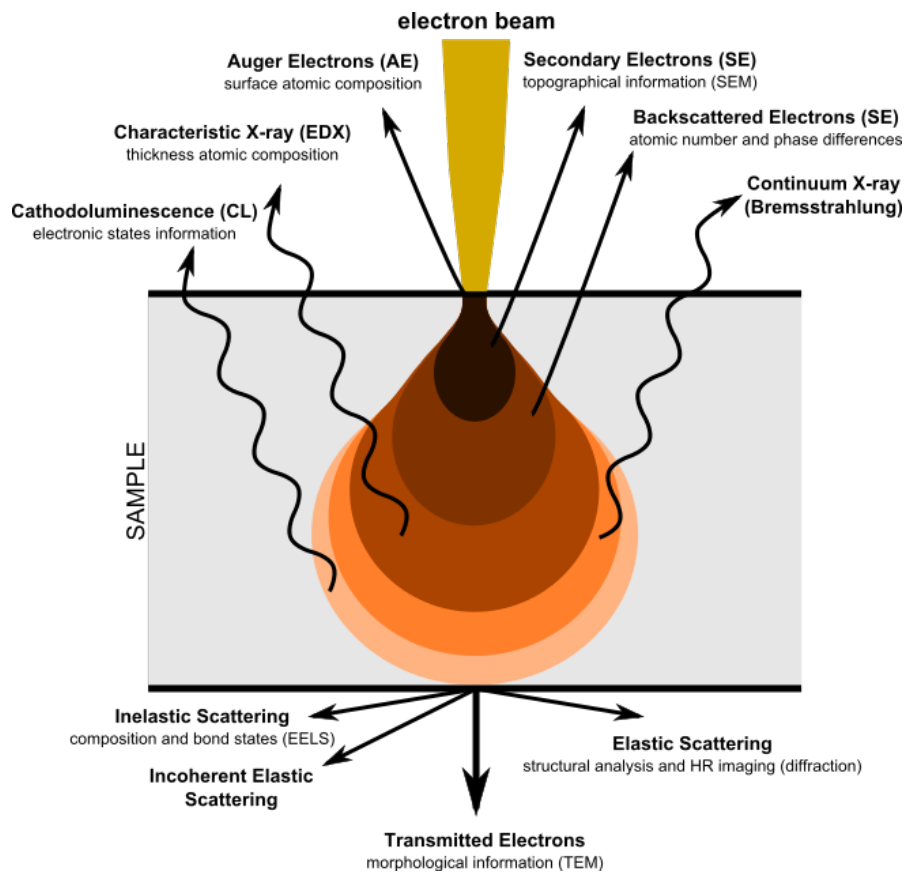 electron beam
Auger Electrons (AE)
surface atomic composition
Secondary Electrons (SE)
topographical information (SEM)
Characteristic X-ray (EDX)
thickness atomic composition
Backscattered Electrons (SE)
atomic number and phase differences
Cathodoluminescence (CL)
electronic states information
Continuum X-ray
(Bremsstrahlung)
SAMPLE
Inelastic Scattering
composition and bond states (EELS)
Incoherent Elastic
Scattering
Elastic Scattering
structural analysis and HR imaging (diffraction)
Transmitted Electrons
morphological information (TEM)